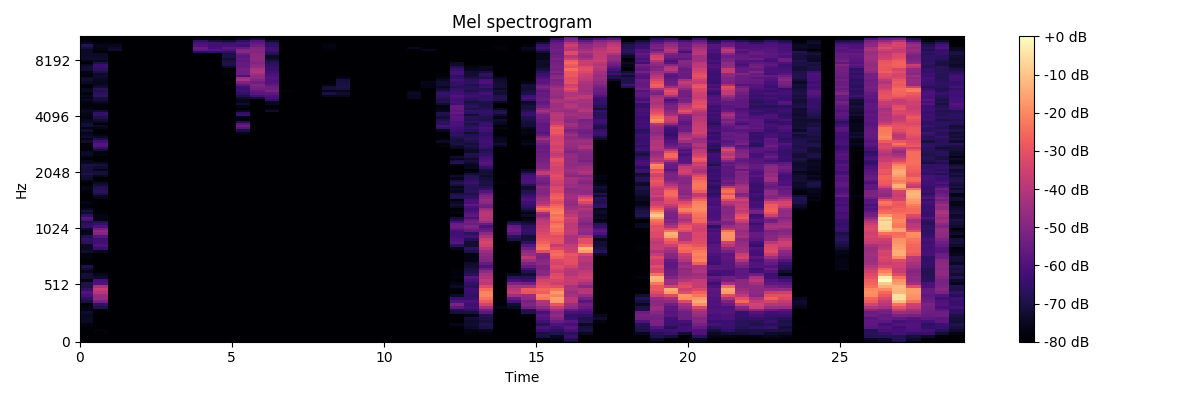 Mel spectrogram
Hz
8192
4096
2048
1024
512
0
0 5 10 15 20 25
Time
+0 dB
-10 dB
-20 dB
-30 dB
-40 dB
-50 dB
-60 dB
-70 dB
-80 dB